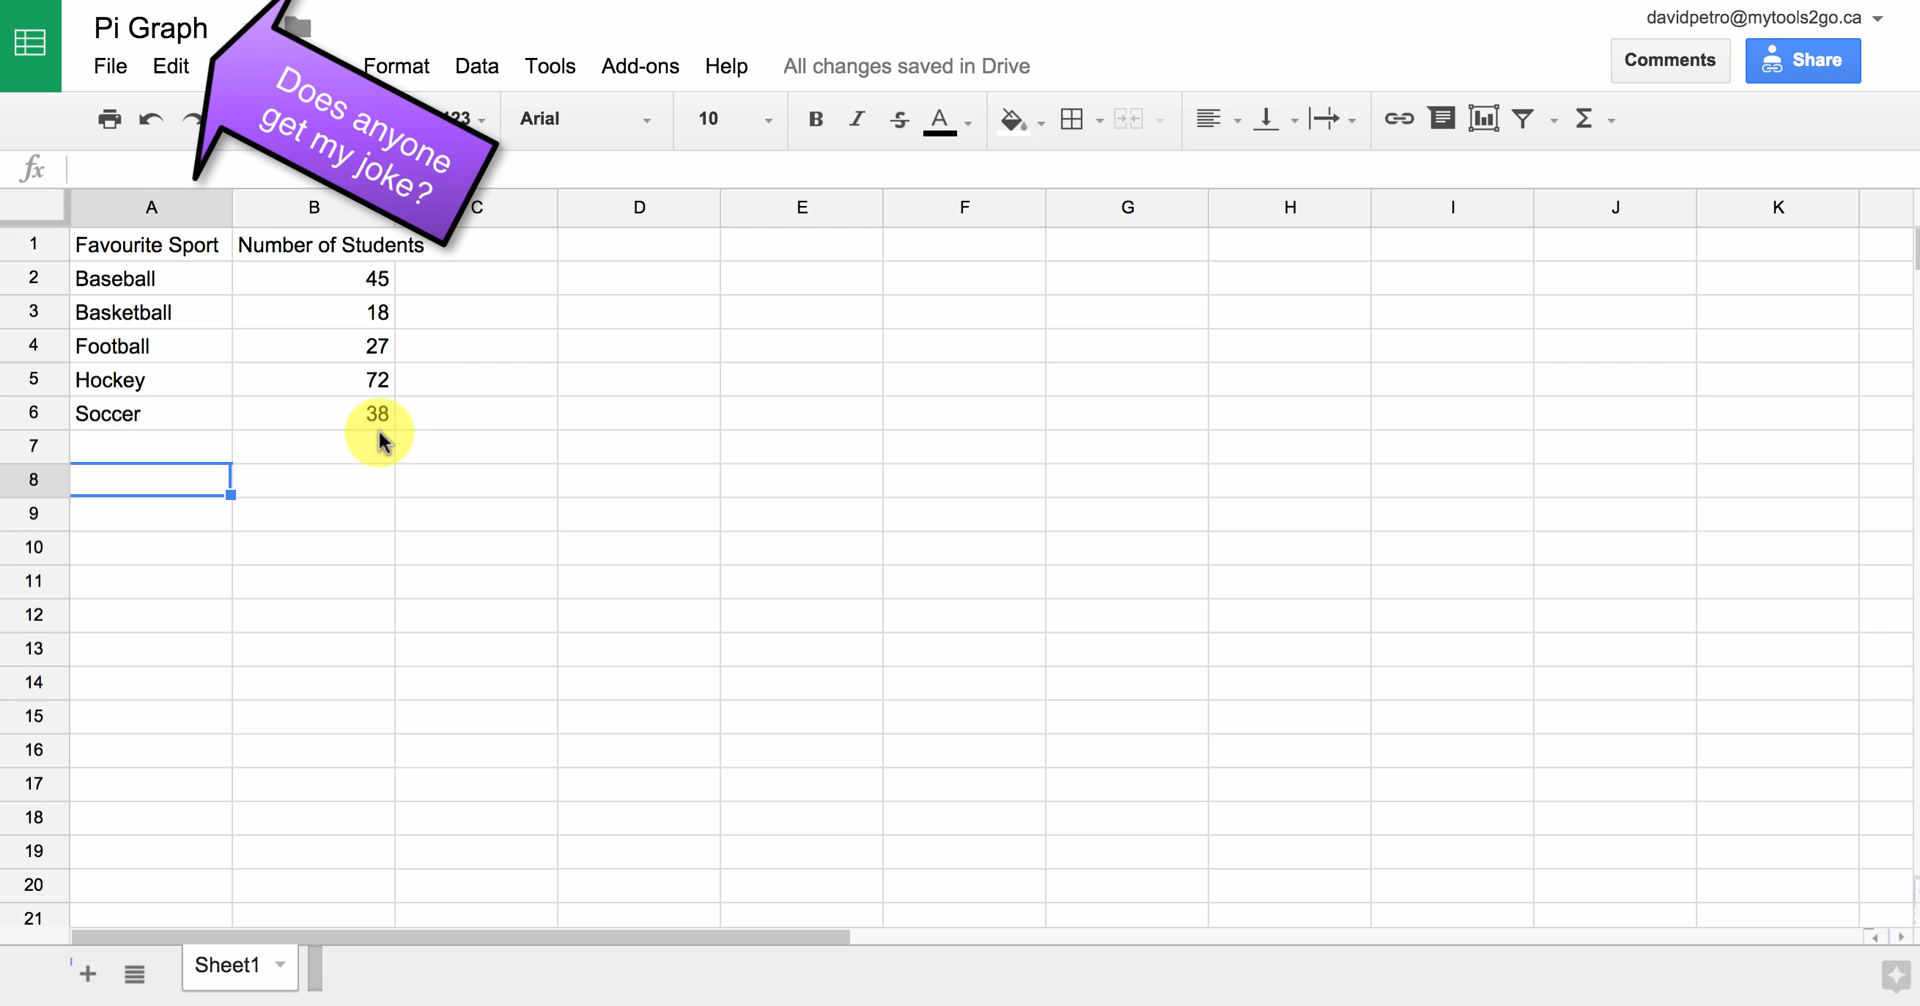 Pi Graph
davidpetro@mytools2go.ca
File Edit Format Data Tools Add-ons Help All changes saved in Drive
Comments Share
Does anyone
get my joke?
123 Arial 10 B I S A Σ
fx
A B C D E F G H I J K
1 Favourite Sport Number of Students
2 Baseball 45
3 Basketball 18
4 Football 27
5 Hockey 72
6 Soccer 38
7
8
9
10
11
12
13
14
15
16
17
18
19
20
21
Sheet1